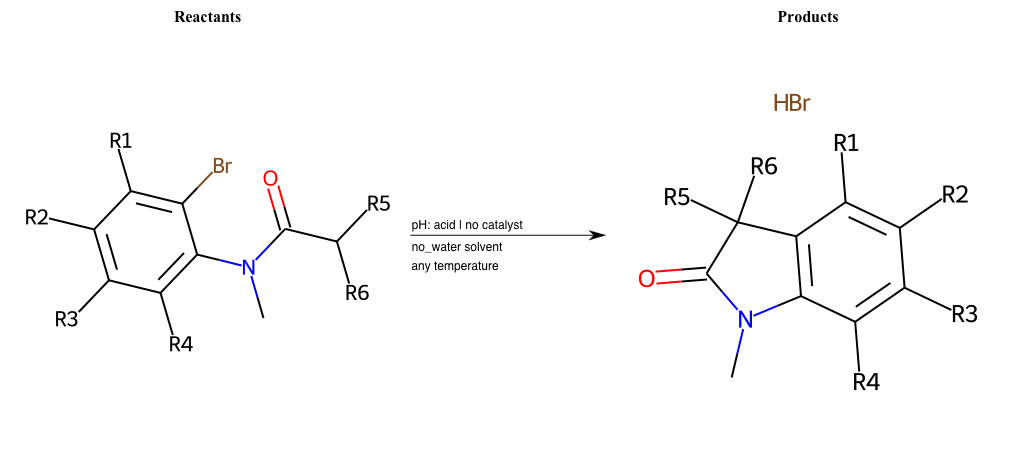 Reactants
Products
HBr
R1
Br
O
R5
R2
N
R6
R3
R4
pH: acid | no catalyst
no_water solvent
any temperature
R1
R6
R5
R2
O
N
R3
R4